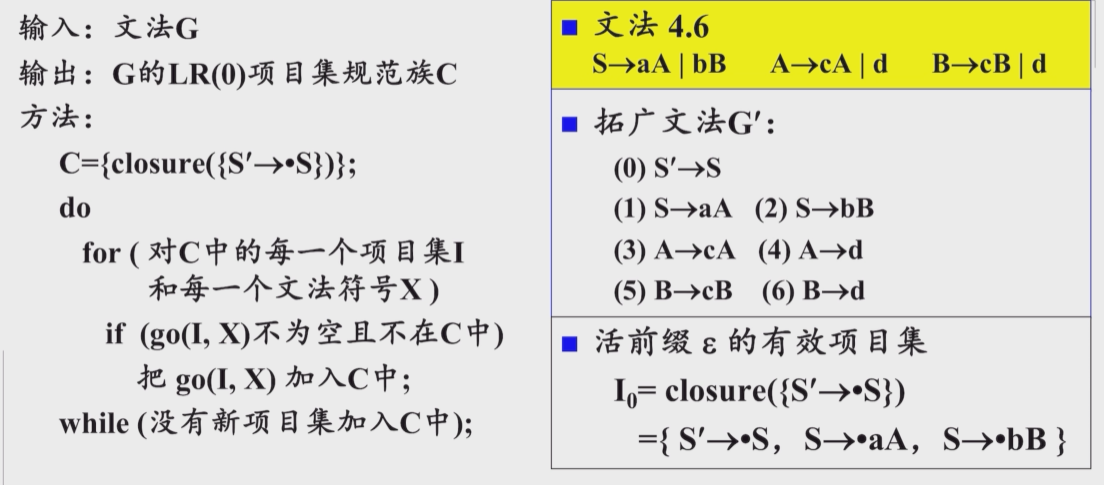 输入：文法G
输出：G的LR(0)项目集规范族C
方法：
C={closure({S′→•S})};
do
for ( 对C中的每一个项目集I
和每一个文法符号X )
if (go(I, X)不为空且不在C中)
把 go(I, X) 加入C中;
while (没有新项目集加入C中);
■ 文法 4.6
S→aA | bB A→cA | d B→cB | d
■ 拓广文法G′：
(0) S′→S
(1) S→aA (2) S→bB
(3) A→cA (4) A→d
(5) B→cB (6) B→d
■ 活前缀 ε 的有效项目集
I₀= closure({S′→•S})
={ S′→•S， S→•aA， S→•bB }